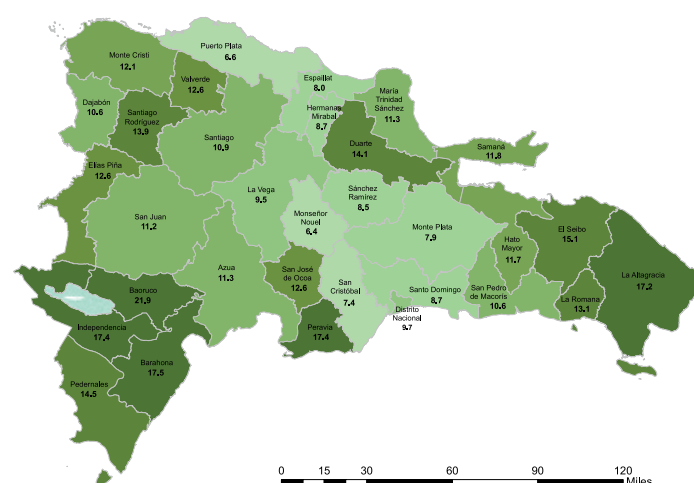 Puerto Plata
6.6
Monte Cristi
12.1
Valverde
12.6
Espaillat
8.0
María
Trinidad
Sánchez
11.3
Dajabón
10.6
Santiago
Rodríguez
13.9
Hermanas
Mirabal
8.7
Santiago
10.9
Duarte
14.1
Samaná
11.8
Elías Piña
12.6
La Vega
9.5
Sánchez
Ramírez
8.5
San Juan
11.2
Monseñor
Nouel
6.4
Monte Plata
7.9
Hato
Mayor
11.7
El Seibo
15.1
La Altagracia
17.2
Azua
11.3
San José
de Ocoa
12.6
San
Cristóbal
7.4
Baoruco
21.9
Santo Domingo
8.7
San Pedro
de Macorís
10.6
La Romana
13.1
Distrito
Nacional
9.7
Independencia
17.4
Peravia
17.4
Barahona
17.5
Pedernales
14.5
0 15 30 60 90 120
Miles